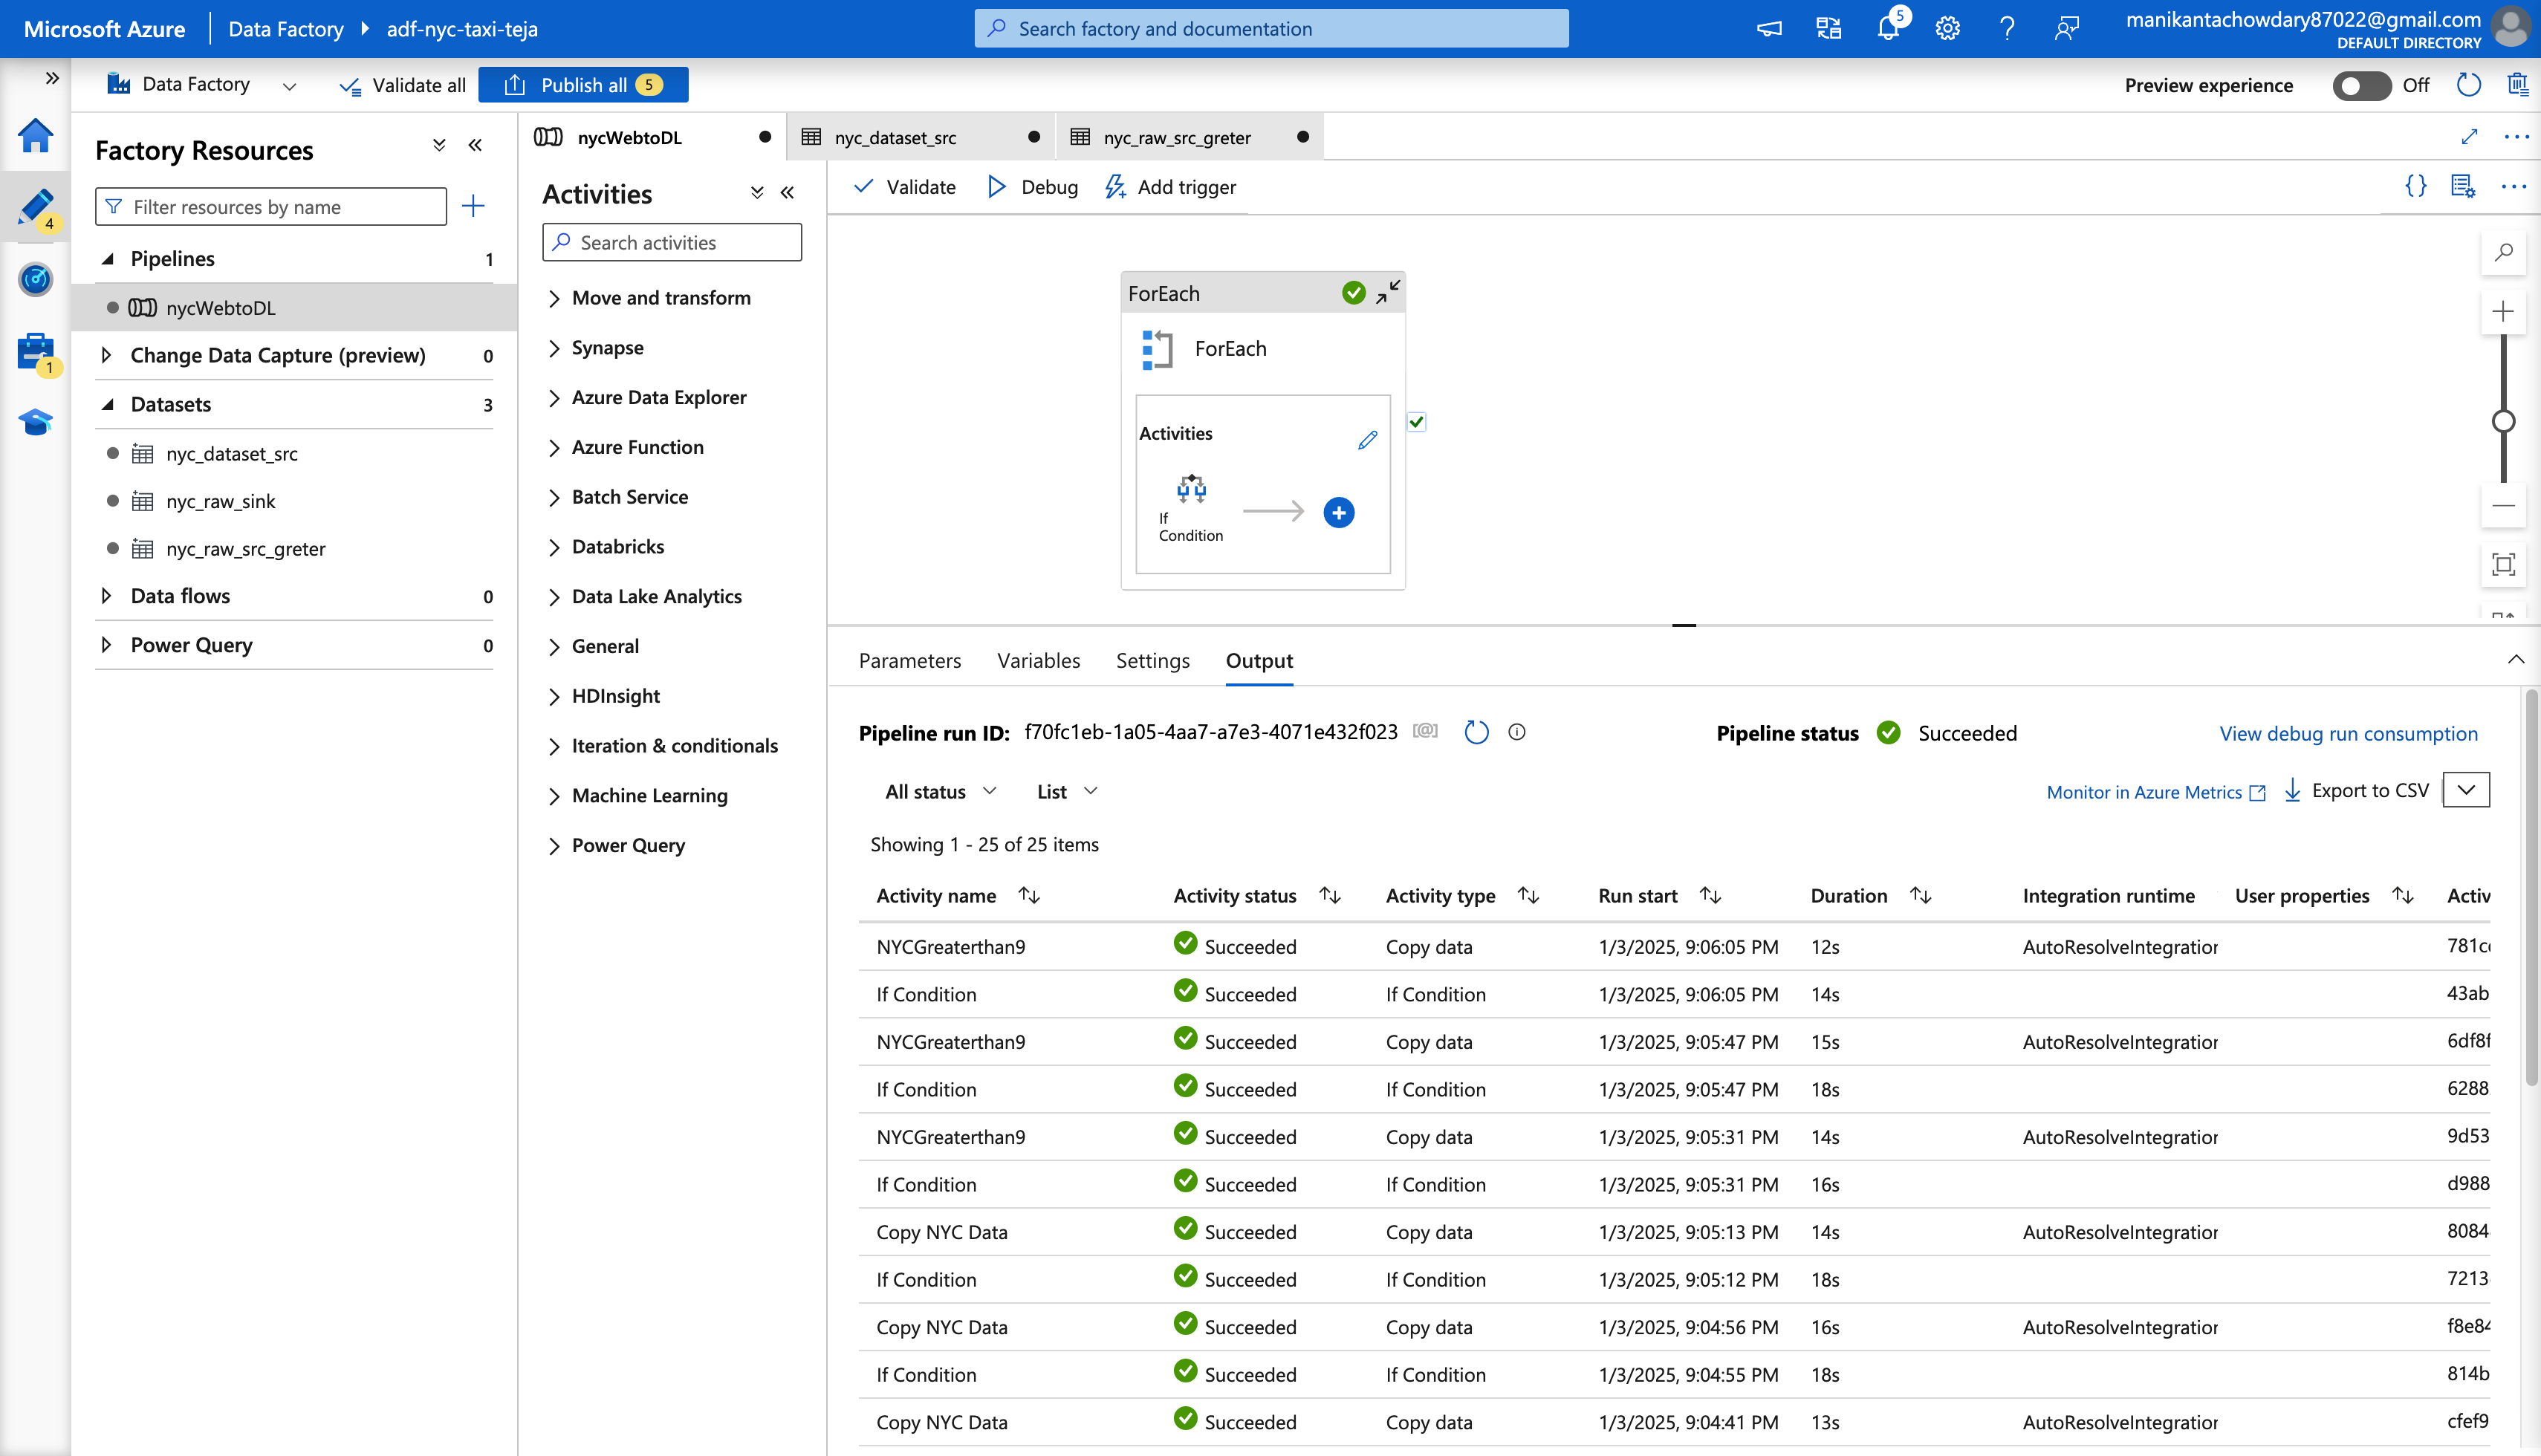 Microsoft Azure
Data Factory
adf-nyc-taxi-teja
Search factory and documentation
5
manikantachowdary87022@gmail.com
DEFAULT DIRECTORY
Data Factory
Validate all
Publish all
5
Preview experience
Off
4
1
Factory Resources
Filter resources by name
Pipelines 1
nycWebtoDL
Change Data Capture (preview) 0
Datasets 3
nyc_dataset_src
nyc_raw_sink
nyc_raw_src_greter
Data flows 0
Power Query 0
nycWebtoDL
nyc_dataset_src
nyc_raw_src_greter
Activities
Search activities
Move and transform
Synapse
Azure Data Explorer
Azure Function
Batch Service
Databricks
Data Lake Analytics
General
HDInsight
Iteration & conditionals
Machine Learning
Power Query
Validate
Debug
Add trigger
ForEach
ForEach
Activities
If
Condition
Parameters Variables Settings Output
Pipeline run ID: f70fc1eb-1a05-4aa7-a7e3-4071e432f023
Pipeline status Succeeded
View debug run consumption
All status List
Monitor in Azure Metrics
Export to CSV
Showing 1 - 25 of 25 items
Activity name Activity status Activity type Run start Duration Integration runtime User properties Activ
NYCGreaterthan9 Succeeded Copy data 1/3/2025, 9:06:05 PM 12s AutoResolveIntegration 781c
If Condition Succeeded If Condition 1/3/2025, 9:06:05 PM 14s 43ab
NYCGreaterthan9 Succeeded Copy data 1/3/2025, 9:05:47 PM 15s AutoResolveIntegration 6df8f
If Condition Succeeded If Condition 1/3/2025, 9:05:47 PM 18s 6288
NYCGreaterthan9 Succeeded Copy data 1/3/2025, 9:05:31 PM 14s AutoResolveIntegration 9d53
If Condition Succeeded If Condition 1/3/2025, 9:05:31 PM 16s d988
Copy NYC Data Succeeded Copy data 1/3/2025, 9:05:13 PM 14s AutoResolveIntegration 8084
If Condition Succeeded If Condition 1/3/2025, 9:05:12 PM 18s 7213
Copy NYC Data Succeeded Copy data 1/3/2025, 9:04:56 PM 16s AutoResolveIntegration f8e84
If Condition Succeeded If Condition 1/3/2025, 9:04:55 PM 18s 814b
Copy NYC Data Succeeded Copy data 1/3/2025, 9:04:41 PM 13s AutoResolveIntegration cfef9